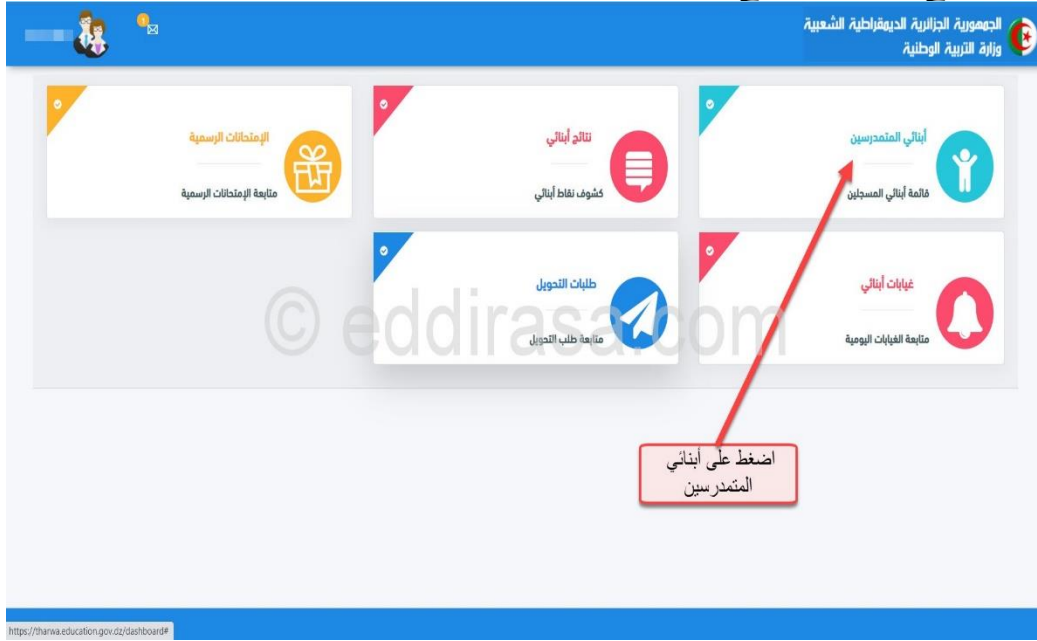 الجمهورية الجزائرية الديمقراطية الشعبية
وزارة التربية الوطنية
1
أبنائي المتمدرسين
قائمة أبنائي المسجلين
نتائج أبنائي
كشوف نقاط أبنائي
الإمتحانات الرسمية
متابعة الإمتحانات الرسمية
غيابات أبنائي
متابعة الغيابات اليومية
طلبات التحويل
متابعة طلب التحويل
© eddirasa.com
اضغط على أبنائي
المتمدرسين
https://tharwa.education.gov.dz/dashboard#